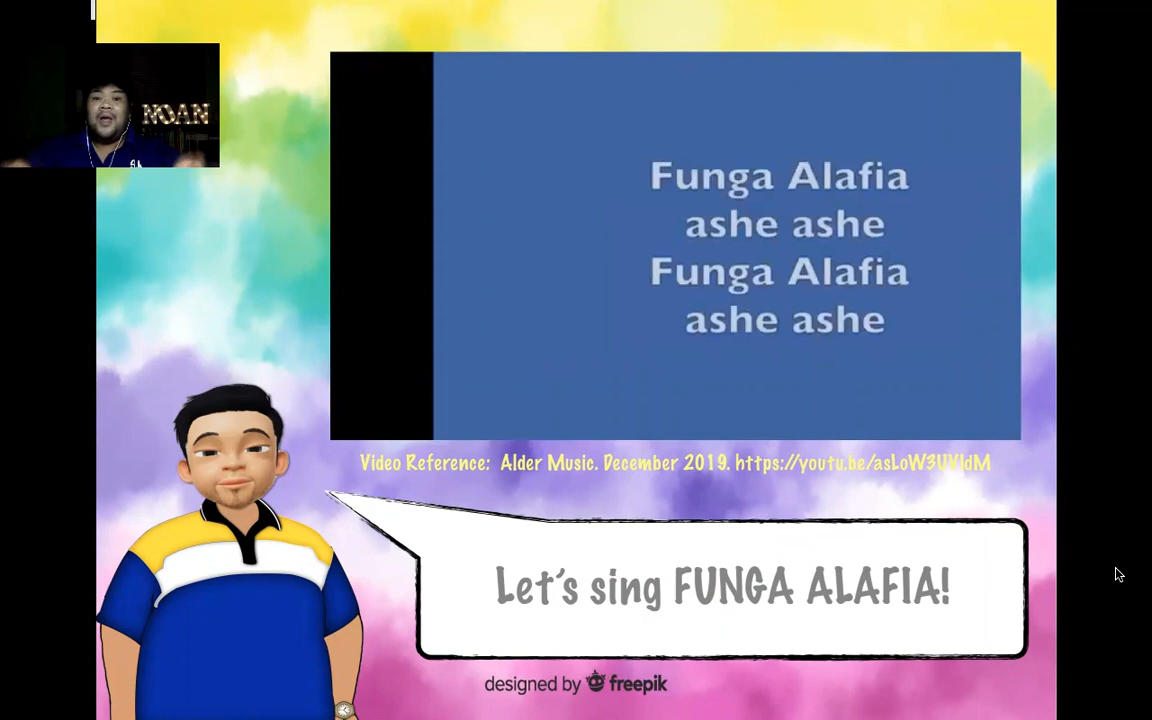 NOAN
Funga Alafia
ashe ashe
Funga Alafia
ashe ashe
Video Reference: Alder Music. December 2019.
Let's sing FUNGA ALAFIA!
designed by freepik